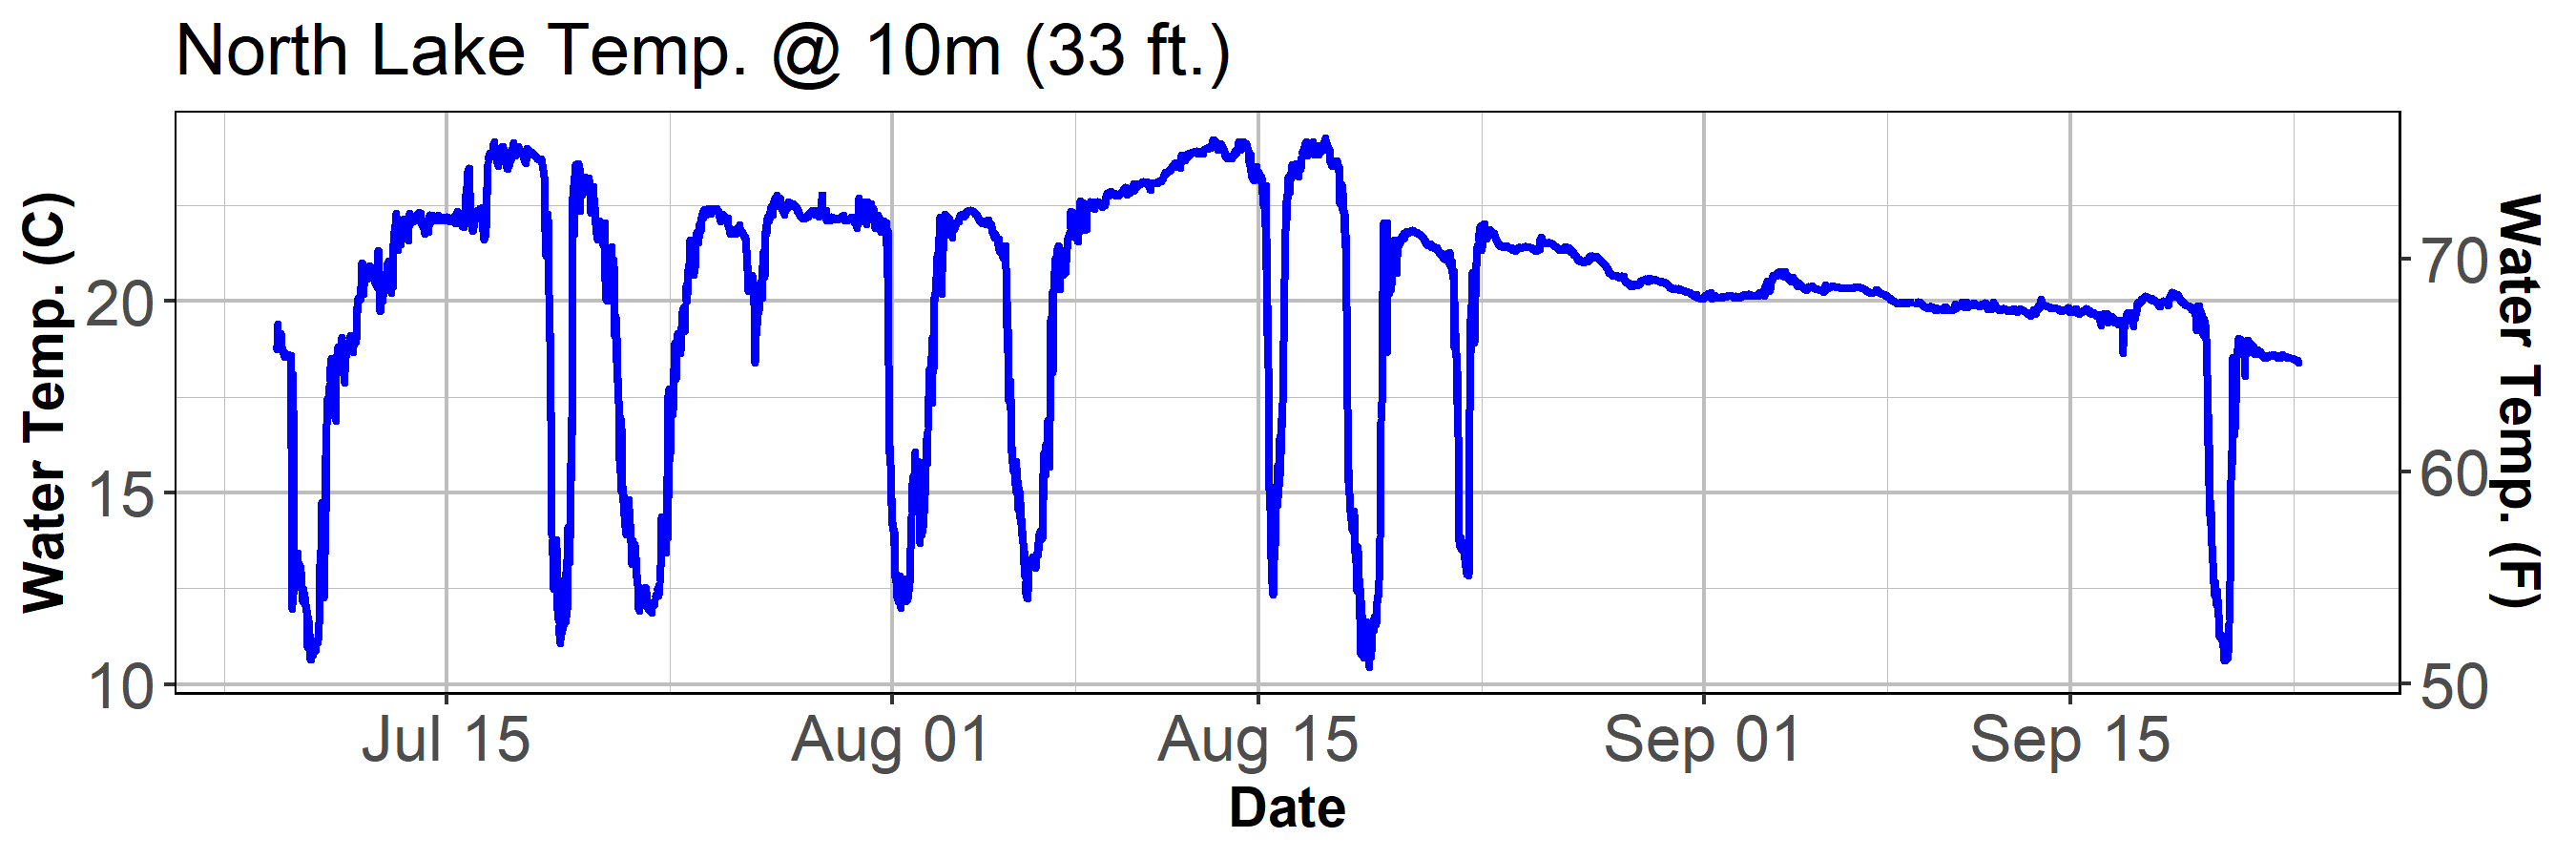 North Lake Temp. @ 10m (33 ft.)
Water Temp. (C)
20
15
10
70
60
50
Water Temp. (F)
Jul 15
Aug 01
Aug 15
Sep 01
Sep 15
Date